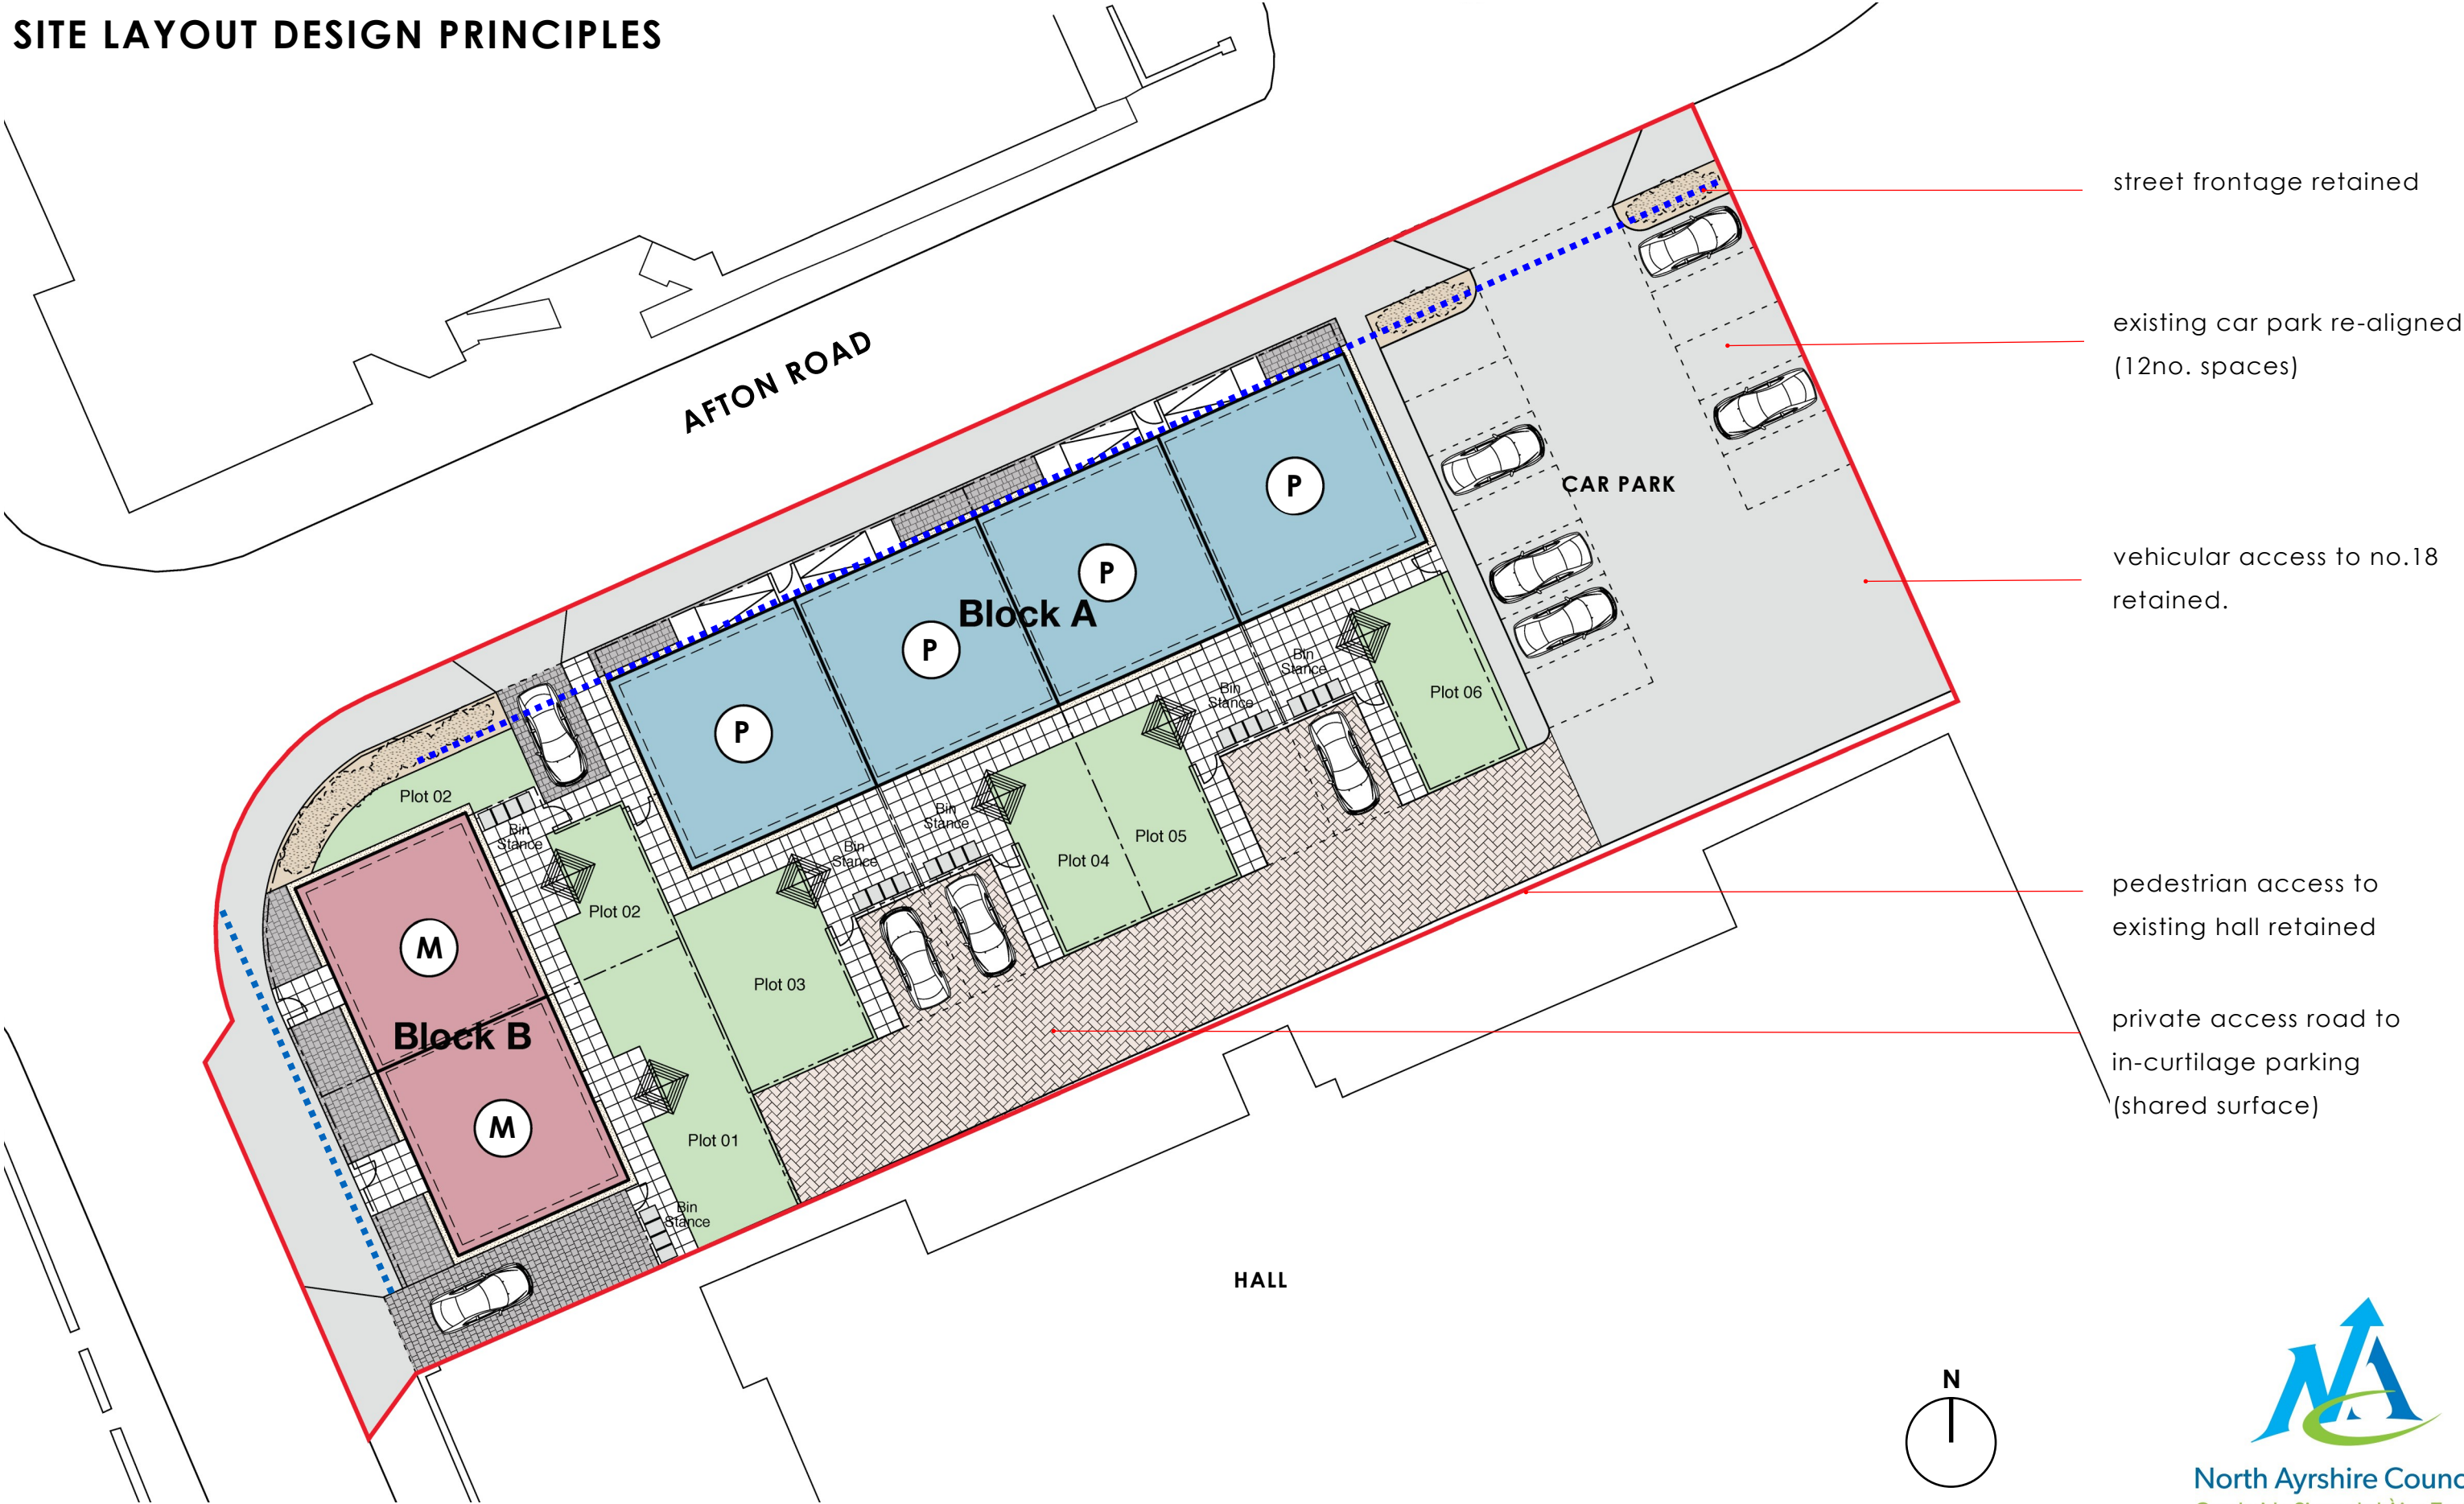 SITE LAYOUT DESIGN PRINCIPLES
street frontage retained
existing car park re-aligned
(12no. spaces)
AFTON ROAD
CAR PARK
vehicular access to no.18
retained.
P
P
P
P
Block A
Bin
Stance
Bin
Stance
Plot 06
Plot 02
Bin
Stance
Bin
Stance
Bin
Stance
Plot 05
Plot 04
Plot 02
Plot 03
pedestrian access to
existing hall retained
M
Block B
M
Plot 01
Bin
Stance
private access road to
in-curtilage parking
(shared surface)
HALL
N
North Ayrshire